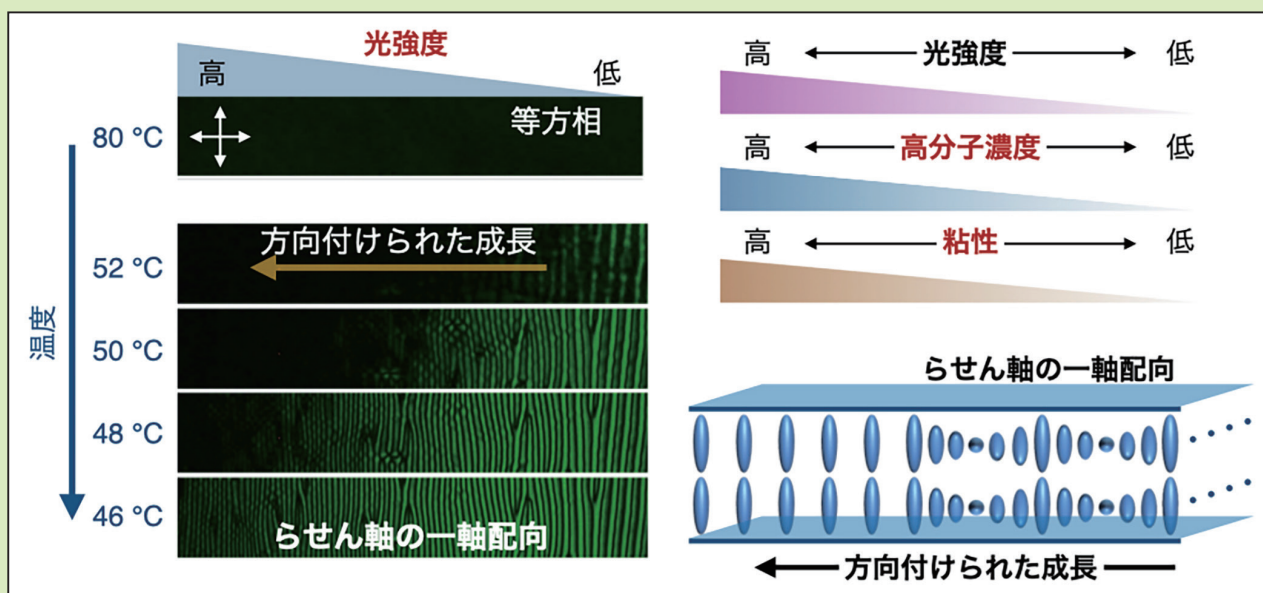 光強度
高
低
80 °C
等方相
52 °C
方向付けられた成長
50 °C
48 °C
46 °C
らせん軸の一軸配向
温度
高
光強度
低
高
高分子濃度
低
高
粘性
低
らせん軸の一軸配向
方向付けられた成長